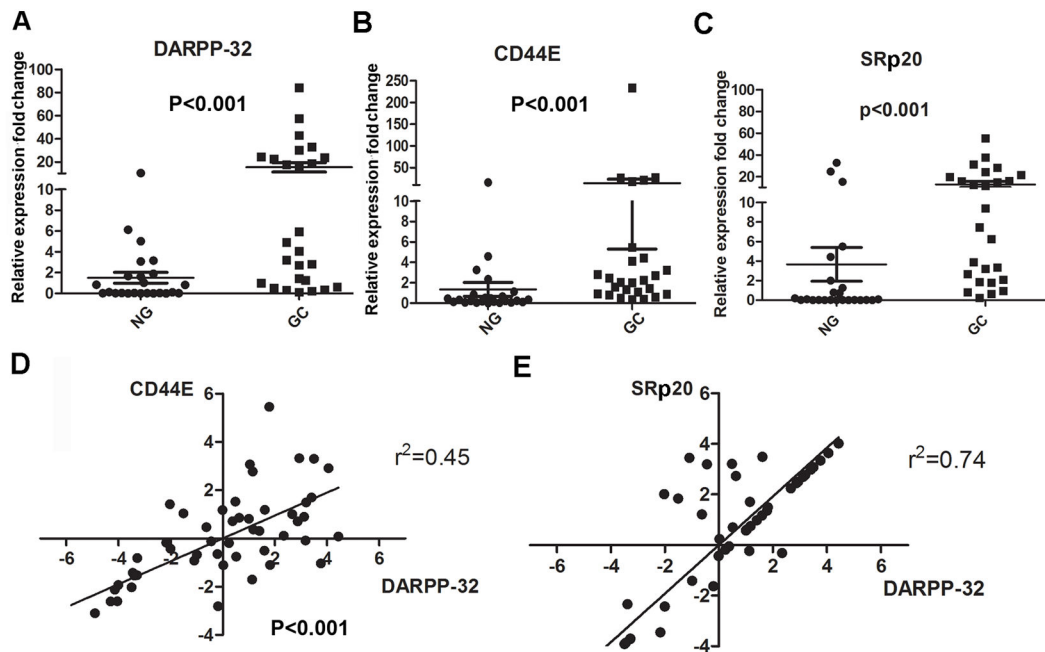 A
DARPP-32
Relative expression fold change
100
80
60
40
20
8
6
4
2
0
P<0.001
NG
GC
B
CD44E
Relative expression fold change
250
200
150
100
50
10
8
6
4
2
0
P<0.001
NG
GC
C
SRp20
Relative expression fold change
100
80
60
40
20
8
6
4
2
0
p<0.001
NG
GC
D
CD44E
6
4
2
-6 -4 -2 2 4 6
-2
-4
r²=0.45
DARPP-32
P<0.001
E
SRp20
6
4
2
-6 -4 -2 2 4 6
-2
-4
r²=0.74
DARPP-32